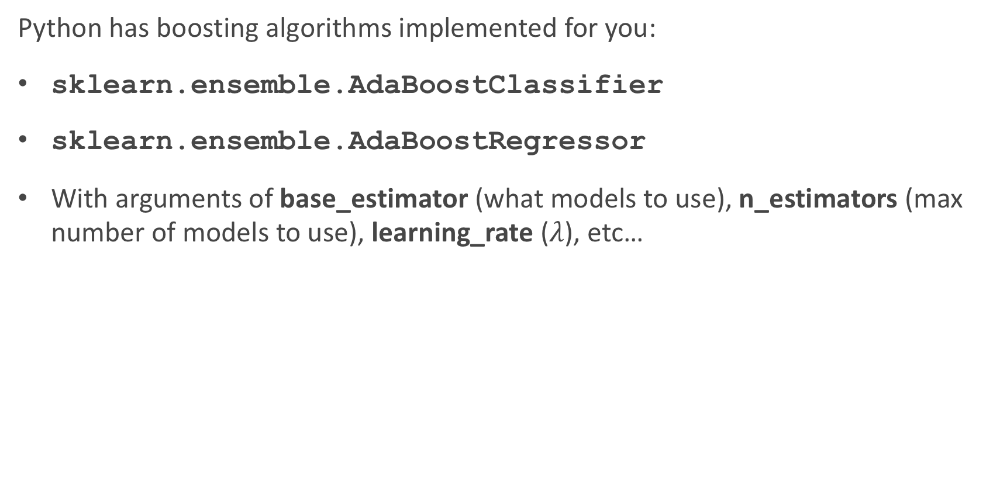 Python has boosting algorithms implemented for you:
• sklearn.ensemble.AdaBoostClassifier
• sklearn.ensemble.AdaBoostRegressor
• With arguments of base_estimator (what models to use), n_estimators (max
number of models to use), learning_rate (𝜆), etc…